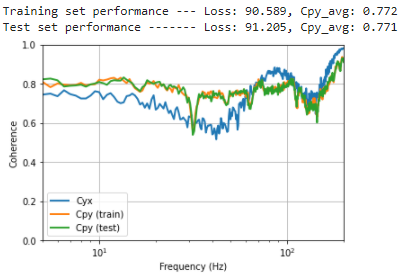 Training set performance --- Loss: 90.589, Cpy_avg: 0.772
Test set performance ------- Loss: 91.205, Cpy_avg: 0.771
1.0
0.8
0.6
0.4
0.2
0.0
Coherence
Cyx
Cpy (train)
Cpy (test)
10¹
10²
Frequency (Hz)